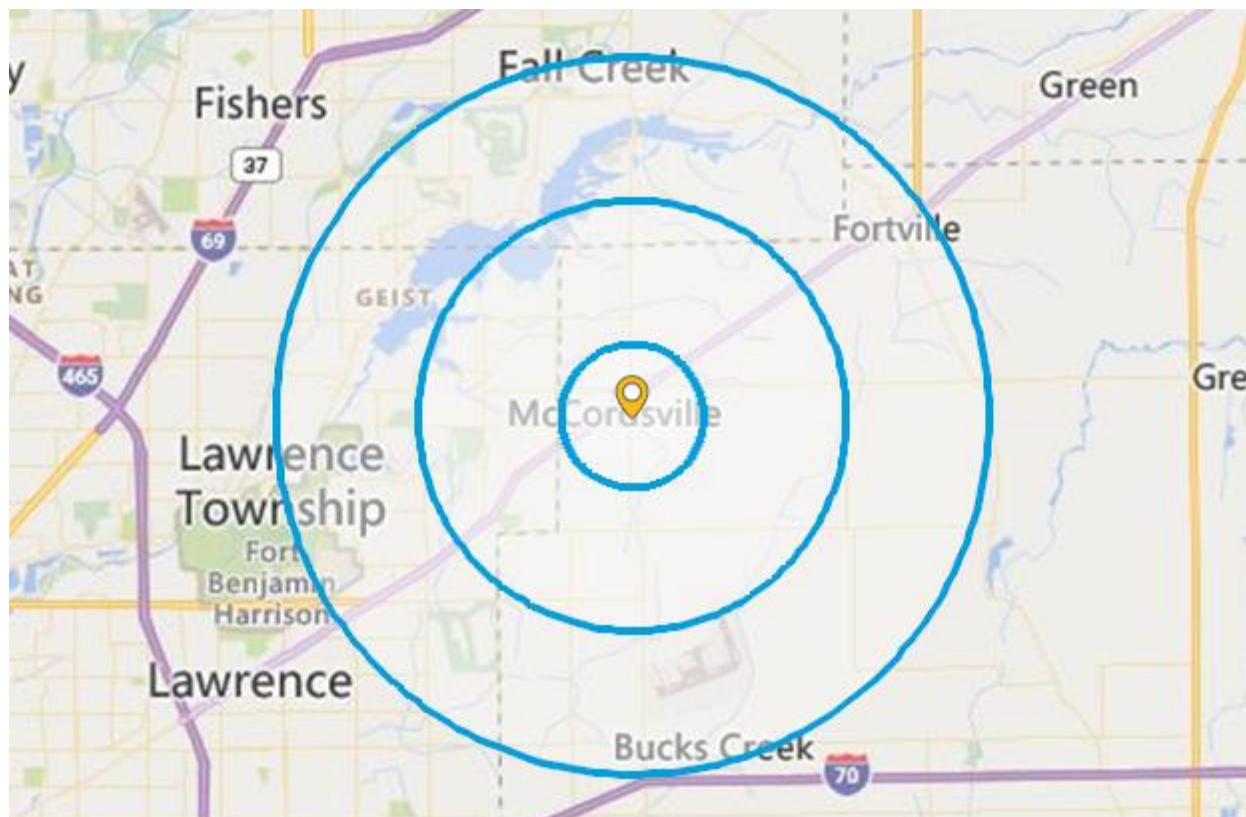 Fall Creek
Green
Fishers
37
69
Fortville
GEIST
465
McCordsville
Lawrence
Township
Fort
Benjamin
Harrison
Lawrence
Bucks Creek
70